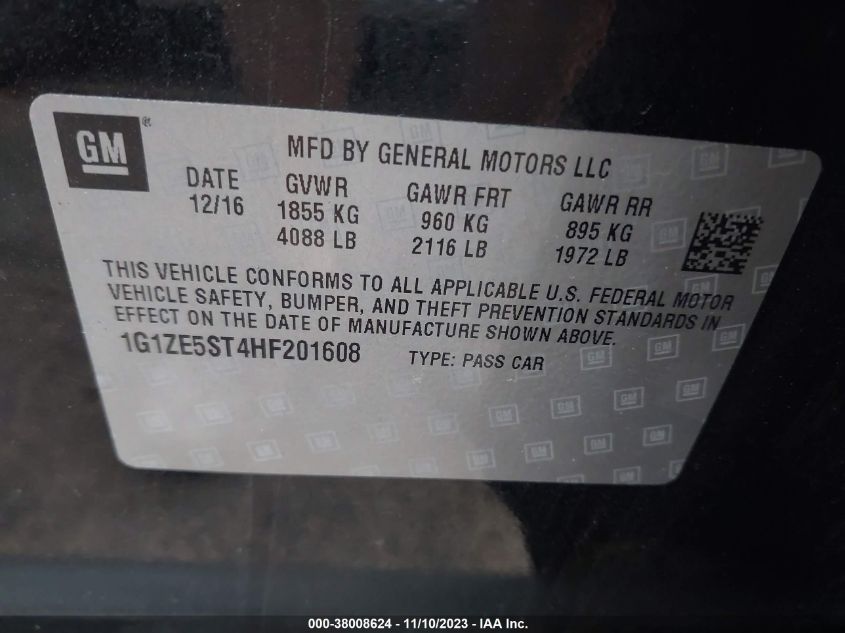 GM®
MFD BY GENERAL MOTORS LLC
DATE GVWR GAWR FRT GAWR RR
12/16 1855 KG 960 KG 895 KG
4088 LB 2116 LB 1972 LB
THIS VEHICLE CONFORMS TO ALL APPLICABLE U.S. FEDERAL MOTOR
VEHICLE SAFETY, BUMPER, AND THEFT PREVENTION STANDARDS IN
EFFECT ON THE DATE OF MANUFACTURE SHOWN ABOVE.
1G1ZE5ST4HF201608 TYPE: PASS CAR
000-38008624 - 11/10/2023 - IAA Inc.